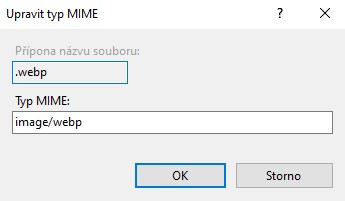 Upravit typ MIME
?
Přípona názvu souboru:
.webp
Typ MIME:
image/webp
OK
Storno